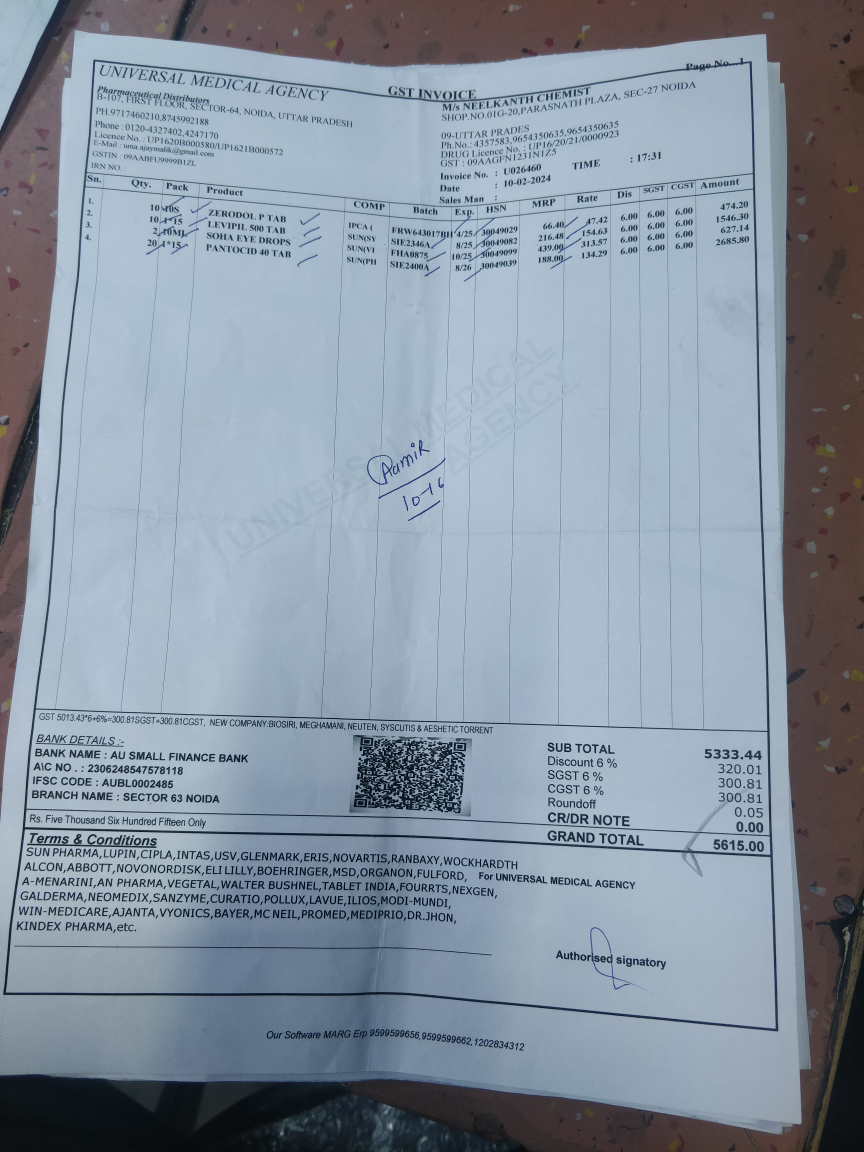 Page No...1
UNIVERSAL MEDICAL AGENCY
Pharmaceutical Distributors
B-107, FIRST FLOOR, SECTOR-64, NOIDA, UTTAR PRADESH
PH.9717460210,8745992188
Phone : 0120-4327402,4247170
Licence No. : UP1620B000580/UP1621B000572
E-Mail : uma.ajaymalik@gmail.com
GSTIN : 09AABFU9999B1ZL
IRN NO
GST INVOICE
M/s NEELKANTH CHEMIST
SHOP.NO.01G-20,PARASNATH PLAZA, SEC-27 NOIDA
09-UTTAR PRADES
Ph.No.: 4357583,9654350635,9654350635
DRUG Licence No.: UP16/20/21/0000923
GST : 09AAGFN1231N1Z5
Invoice No. : U026460 TIME : 17:31
Date : 10-02-2024
Sales Man :
Sn. Qty. Pack Product COMP Batch Exp. HSN MRP Rate Dis SGST CGST Amount
1. 10 10S ZERODOL P TAB IPCA ( FRW643017BH 4/25 30049029 66.40 47.42 6.00 6.00 6.00 474.20
2. 10 1*15 LEVIPIL 500 TAB SUN(SY SIE2346A 8/25 30049082 216.48 154.63 6.00 6.00 6.00 1546.30
3. 2 10ML SOHA EYE DROPS SUN(VI FHA0875 10/25 30049099 439.00 313.57 6.00 6.00 6.00 627.14
4. 20 1*15 PANTOCID 40 TAB SUN(PH SIE2400A 8/26 30049039 188.00 134.29 6.00 6.00 6.00 2685.80
UNIVERSAL MEDICAL
AGENCY
Aamir
10-16
GST 5013.43*6+6%=300.81SGST+300.81CGST, NEW COMPANY:BIOSIRI, MEGHAMANI, NEUTEN, SYSCUTIS & AESHETIC TORRENT
BANK DETAILS :-
BANK NAME : AU SMALL FINANCE BANK
A\C NO . : 2306248547578118
IFSC CODE : AUBL0002485
BRANCH NAME : SECTOR 63 NOIDA
SUB TOTAL 5333.44
Discount 6 % 320.01
SGST 6 % 300.81
CGST 6 % 300.81
Roundoff 0.05
CR/DR NOTE 0.00
GRAND TOTAL 5615.00
Rs. Five Thousand Six Hundred Fifteen Only
Terms & Conditions
SUN PHARMA,LUPIN,CIPLA,INTAS,USV,GLENMARK,ERIS,NOVARTIS,RANBAXY,WOCKHARDTH
ALCON,ABBOTT,NOVONORDISK,ELI LILLY,BOEHRINGER,MSD,ORGANON,FULFORD, For UNIVERSAL MEDICAL AGENCY
A-MENARINI,AN PHARMA,VEGETAL,WALTER BUSHNEL,TABLET INDIA,FOURRTS,NEXGEN,
GALDERMA,NEOMEDIX,SANZYME,CURATIO,POLLUX,LAVUE,ILIOS,MODI-MUNDI,
WIN-MEDICARE,AJANTA,VYONICS,BAYER,MC NEIL,PROMED,MEDIPRIO,DR.JHON,
KINDEX PHARMA,etc.
Authorised signatory
Our Software MARG Erp 9599599656,9599599662,1202834312